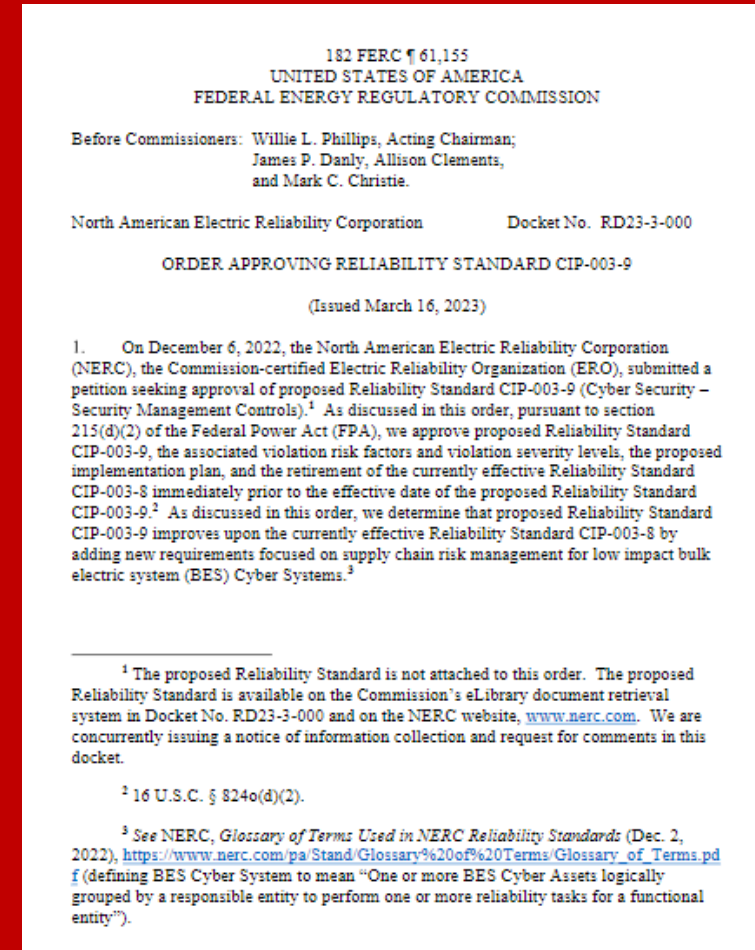 182 FERC ¶ 61,155
UNITED STATES OF AMERICA
FEDERAL ENERGY REGULATORY COMMISSION
Before Commissioners: Willie L. Phillips, Acting Chairman;
James P. Danly, Allison Clements,
and Mark C. Christie.
North American Electric Reliability Corporation Docket No. RD23-3-000
ORDER APPROVING RELIABILITY STANDARD CIP-003-9
(Issued March 16, 2023)
1. On December 6, 2022, the North American Electric Reliability Corporation
(NERC), the Commission-certified Electric Reliability Organization (ERO), submitted a
petition seeking approval of proposed Reliability Standard CIP-003-9 (Cyber Security –
Security Management Controls).¹ As discussed in this order, pursuant to section
215(d)(2) of the Federal Power Act (FPA), we approve proposed Reliability Standard
CIP-003-9, the associated violation risk factors and violation severity levels, the proposed
implementation plan, and the retirement of the currently effective Reliability Standard
CIP-003-8 immediately prior to the effective date of the proposed Reliability Standard
CIP-003-9.² As discussed in this order, we determine that proposed Reliability Standard
CIP-003-9 improves upon the currently effective Reliability Standard CIP-003-8 by
adding new requirements focused on supply chain risk management for low impact bulk
electric system (BES) Cyber Systems.³
¹ The proposed Reliability Standard is not attached to this order. The proposed
Reliability Standard is available on the Commission's eLibrary document retrieval
system in Docket No. RD23-3-000 and on the NERC website, www.nerc.com. We are
concurrently issuing a notice of information collection and request for comments in this
docket.
² 16 U.S.C. § 824o(d)(2).
³ See NERC, Glossary of Terms Used in NERC Reliability Standards (Dec. 2,
2022), https://www.nerc.com/pa/Stand/Glossary%20of%20Terms/Glossary_of_Terms.pd
f (defining BES Cyber System to mean “One or more BES Cyber Assets logically
grouped by a responsible entity to perform one or more reliability tasks for a functional
entity”).